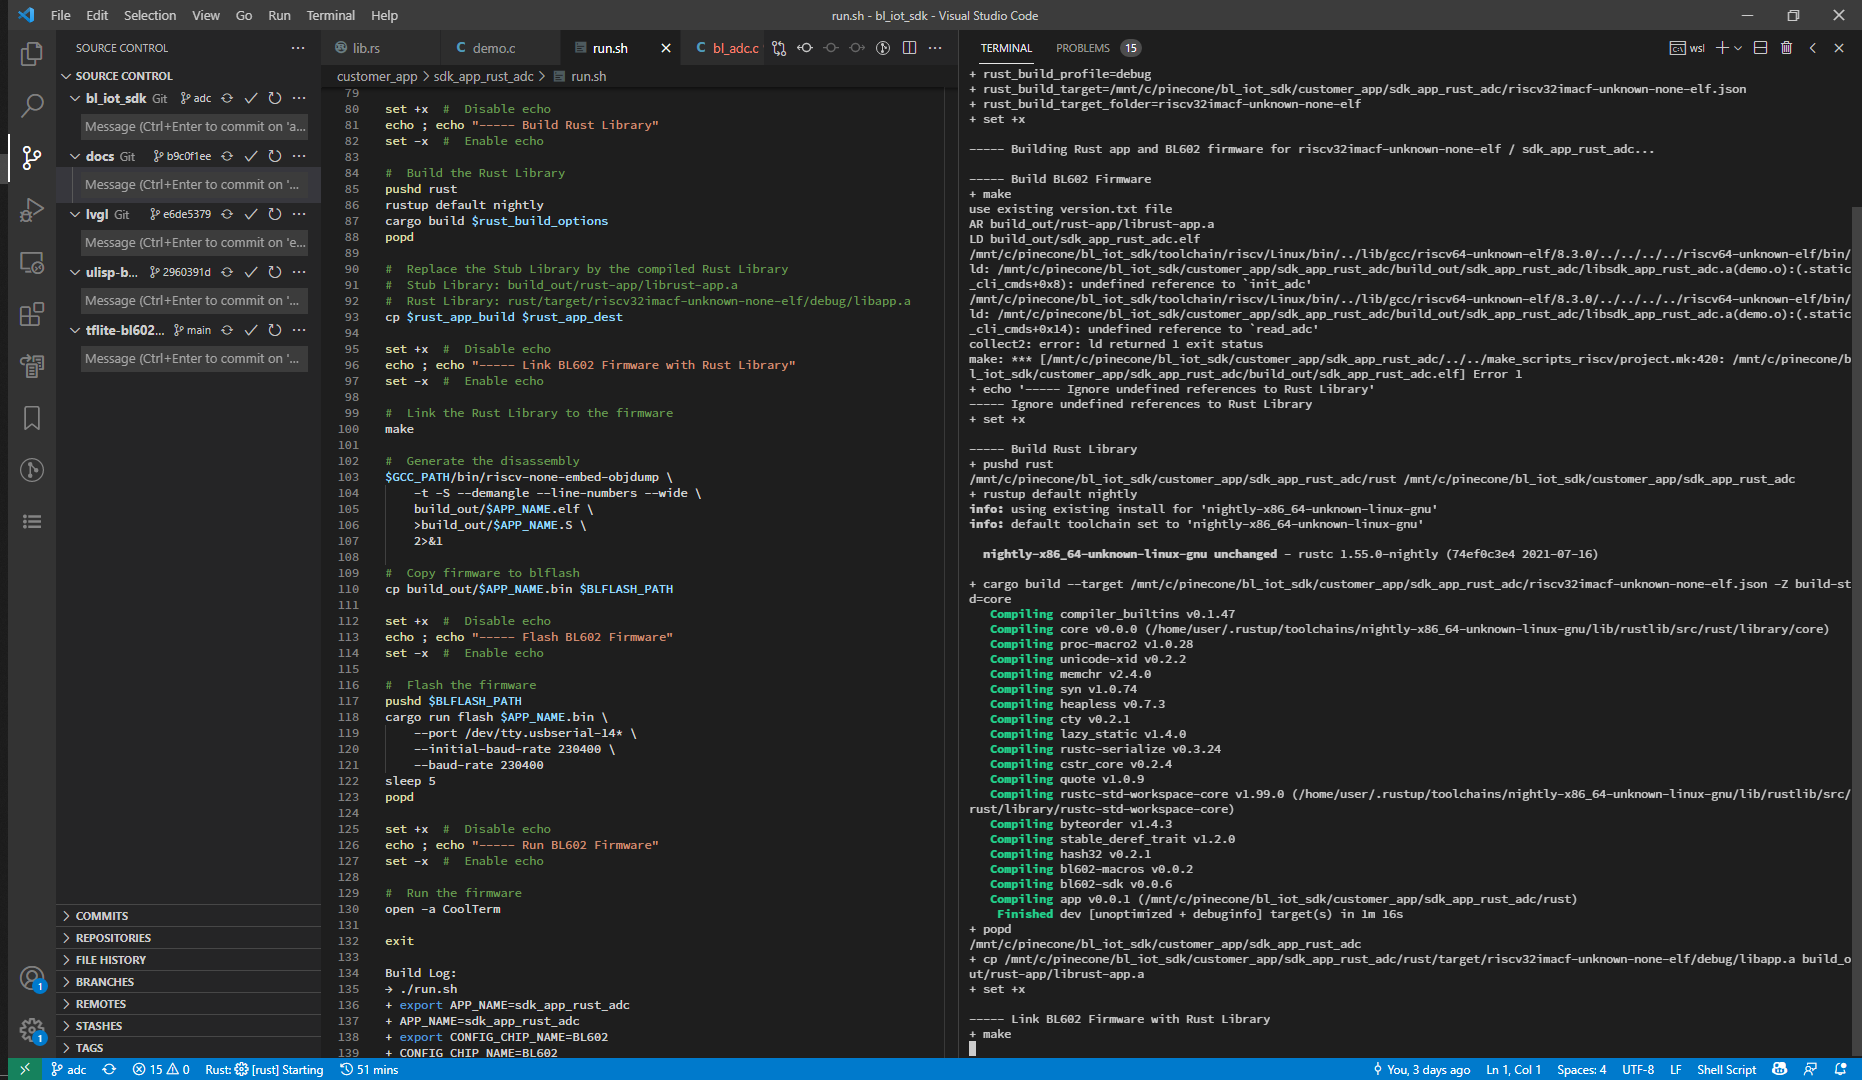 File Edit Selection View Go Run Terminal Help
run.sh - bl_iot_sdk - Visual Studio Code
SOURCE CONTROL
SOURCE CONTROL
bl_iot_sdk Git adc
Message (Ctrl+Enter to commit on 'a...
docs Git b9c0f1ee
Message (Ctrl+Enter to commit on '...
lvgl Git e6de5379
Message (Ctrl+Enter to commit on 'e...
ulisp-b... 2960391d
Message (Ctrl+Enter to commit on '...
tflite-bl602... main
Message (Ctrl+Enter to commit on '...
COMMITS
REPOSITORIES
FILE HISTORY
BRANCHES
REMOTES
STASHES
TAGS
1
1
lib.rs
C demo.c
run.sh
C bl_adc.c
customer_app > sdk_app_rust_adc > run.sh
79
80 set +x # Disable echo
81 echo ; echo "----- Build Rust Library"
82 set -x # Enable echo
83
84 # Build the Rust Library
85 pushd rust
86 rustup default nightly
87 cargo build $rust_build_options
88 popd
89
90 # Replace the Stub Library by the compiled Rust Library
91 # Stub Library: build_out/rust-app/librust-app.a
92 # Rust Library: rust/target/riscv32imacf-unknown-none-elf/debug/libapp.a
93 cp $rust_app_build $rust_app_dest
94
95 set +x # Disable echo
96 echo ; echo "----- Link BL602 Firmware with Rust Library"
97 set -x # Enable echo
98
99 # Link the Rust Library to the firmware
100 make
101
102 # Generate the disassembly
103 $GCC_PATH/bin/riscv-none-embed-objdump \
104 -t -S --demangle --line-numbers --wide \
105 build_out/$APP_NAME.elf \
106 >build_out/$APP_NAME.S \
107 2>&1
108
109 # Copy firmware to blflash
110 cp build_out/$APP_NAME.bin $BLFLASH_PATH
111
112 set +x # Disable echo
113 echo ; echo "----- Flash BL602 Firmware"
114 set -x # Enable echo
115
116 # Flash the firmware
117 pushd $BLFLASH_PATH
118 cargo run flash $APP_NAME.bin \
119 --port /dev/tty.usbserial-14* \
120 --initial-baud-rate 230400 \
121 --baud-rate 230400
122 sleep 5
123 popd
124
125 set +x # Disable echo
126 echo ; echo "----- Run BL602 Firmware"
127 set -x # Enable echo
128
129 # Run the firmware
130 open -a CoolTerm
131
132 exit
133
134 Build Log:
135 → ./run.sh
136 + export APP_NAME=sdk_app_rust_adc
137 + APP_NAME=sdk_app_rust_adc
138 + export CONFIG_CHIP_NAME=BL602
139 + CONFIG_CHIP_NAME=BL602
TERMINAL PROBLEMS 15
wsl
+ rust_build_profile=debug
+ rust_build_target=/mnt/c/pinecone/bl_iot_sdk/customer_app/sdk_app_rust_adc/riscv32imacf-unknown-none-elf.json
+ rust_build_target_folder=riscv32imacf-unknown-none-elf
+ set +x
----- Building Rust app and BL602 firmware for riscv32imacf-unknown-none-elf / sdk_app_rust_adc...
----- Build BL602 Firmware
+ make
use existing version.txt file
AR build_out/rust-app/librust-app.a
LD build_out/sdk_app_rust_adc.elf
/mnt/c/pinecone/bl_iot_sdk/toolchain/riscv/Linux/bin/../lib/gcc/riscv64-unknown-elf/8.3.0/../../../../riscv64-unknown-elf/bin/
ld: /mnt/c/pinecone/bl_iot_sdk/customer_app/sdk_app_rust_adc/build_out/sdk_app_rust_adc/libsdk_app_rust_adc.a(demo.o):(.static
_cli_cmds+0x8): undefined reference to `init_adc'
/mnt/c/pinecone/bl_iot_sdk/toolchain/riscv/Linux/bin/../lib/gcc/riscv64-unknown-elf/8.3.0/../../../../riscv64-unknown-elf/bin/
ld: /mnt/c/pinecone/bl_iot_sdk/customer_app/sdk_app_rust_adc/build_out/sdk_app_rust_adc/libsdk_app_rust_adc.a(demo.o):(.static
_cli_cmds+0x14): undefined reference to `read_adc'
collect2: error: ld returned 1 exit status
make: *** [/mnt/c/pinecone/bl_iot_sdk/customer_app/sdk_app_rust_adc/../../make_scripts_riscv/project.mk:420: /mnt/c/pinecone/b
l_iot_sdk/customer_app/sdk_app_rust_adc/build_out/sdk_app_rust_adc.elf] Error 1
+ echo '----- Ignore undefined references to Rust Library'
----- Ignore undefined references to Rust Library
+ set +x
----- Build Rust Library
+ pushd rust
/mnt/c/pinecone/bl_iot_sdk/customer_app/sdk_app_rust_adc/rust /mnt/c/pinecone/bl_iot_sdk/customer_app/sdk_app_rust_adc
+ rustup default nightly
info: using existing install for 'nightly-x86_64-unknown-linux-gnu'
info: default toolchain set to 'nightly-x86_64-unknown-linux-gnu'
nightly-x86_64-unknown-linux-gnu unchanged - rustc 1.55.0-nightly (74ef0c3e4 2021-07-16)
+ cargo build --target /mnt/c/pinecone/bl_iot_sdk/customer_app/sdk_app_rust_adc/riscv32imacf-unknown-none-elf.json -Z build-st
d=core
Compiling compiler_builtins v0.1.47
Compiling core v0.0.0 (/home/user/.rustup/toolchains/nightly-x86_64-unknown-linux-gnu/lib/rustlib/src/rust/library/core)
Compiling proc-macro2 v1.0.28
Compiling unicode-xid v0.2.2
Compiling memchr v2.4.0
Compiling syn v1.0.74
Compiling heapless v0.7.3
Compiling cty v0.2.1
Compiling lazy_static v1.4.0
Compiling rustc-serialize v0.3.24
Compiling cstr_core v0.2.4
Compiling quote v1.0.9
Compiling rustc-std-workspace-core v1.99.0 (/home/user/.rustup/toolchains/nightly-x86_64-unknown-linux-gnu/lib/rustlib/src/
rust/library/rustc-std-workspace-core)
Compiling byteorder v1.4.3
Compiling stable_deref_trait v1.2.0
Compiling hash32 v0.2.1
Compiling bl602-macros v0.0.2
Compiling bl602-sdk v0.0.6
Compiling app v0.0.1 (/mnt/c/pinecone/bl_iot_sdk/customer_app/sdk_app_rust_adc/rust)
Finished dev [unoptimized + debuginfo] target(s) in 1m 16s
+ popd
/mnt/c/pinecone/bl_iot_sdk/customer_app/sdk_app_rust_adc
+ cp /mnt/c/pinecone/bl_iot_sdk/customer_app/sdk_app_rust_adc/rust/target/riscv32imacf-unknown-none-elf/debug/libapp.a build_o
ut/rust-app/librust-app.a
+ set +x
----- Link BL602 Firmware with Rust Library
+ make
adc 15 0 Rust: [rust] Starting 51 mins
You, 3 days ago Ln 1, Col 1 Spaces: 4 UTF-8 LF Shell Script